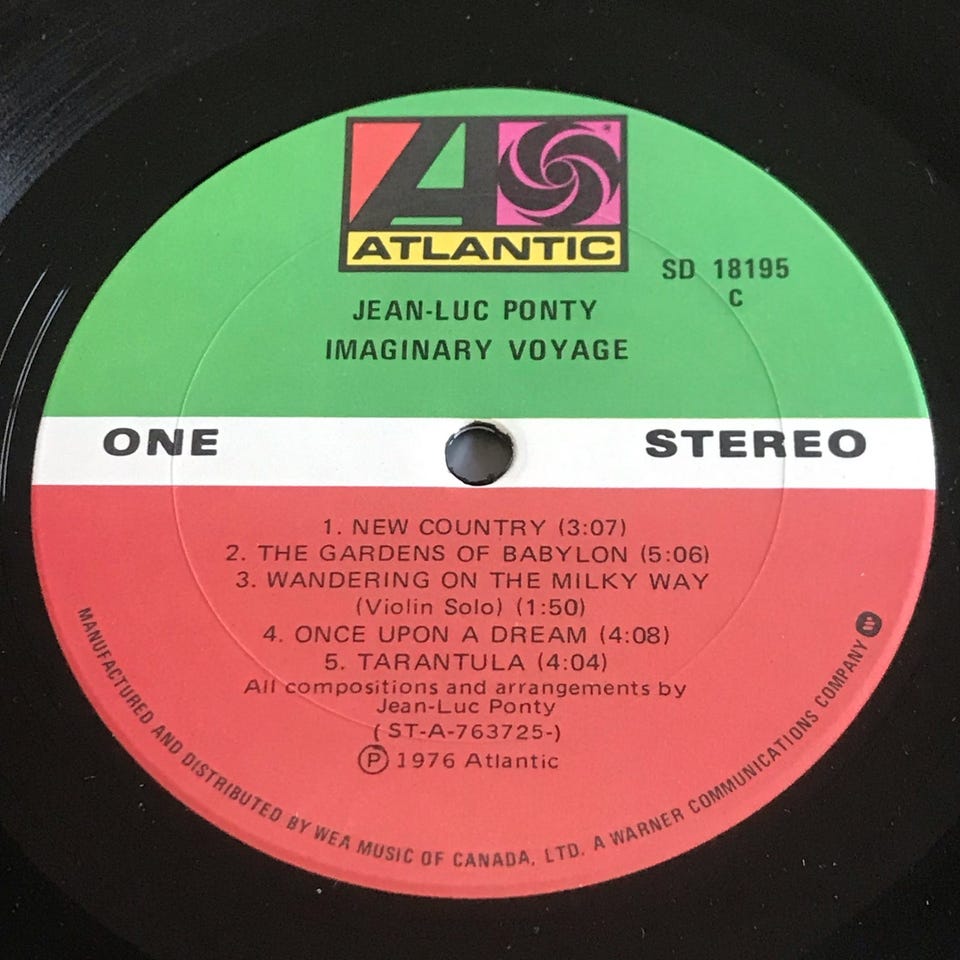 ATLANTIC
SD 18195
C
JEAN-LUC PONTY
IMAGINARY VOYAGE
ONE
STEREO
1. NEW COUNTRY (3:07)
2. THE GARDENS OF BABYLON (5:06)
3. WANDERING ON THE MILKY WAY
(Violin Solo) (1:50)
4. ONCE UPON A DREAM (4:08)
5. TARANTULA (4:04)
All compositions and arrangements by
Jean-Luc Ponty
(ST-A-763725-)
Ⓟ 1976 Atlantic
MANUFACTURED AND DISTRIBUTED BY WEA MUSIC OF CANADA, LTD. A WARNER COMMUNICATIONS COMPANY